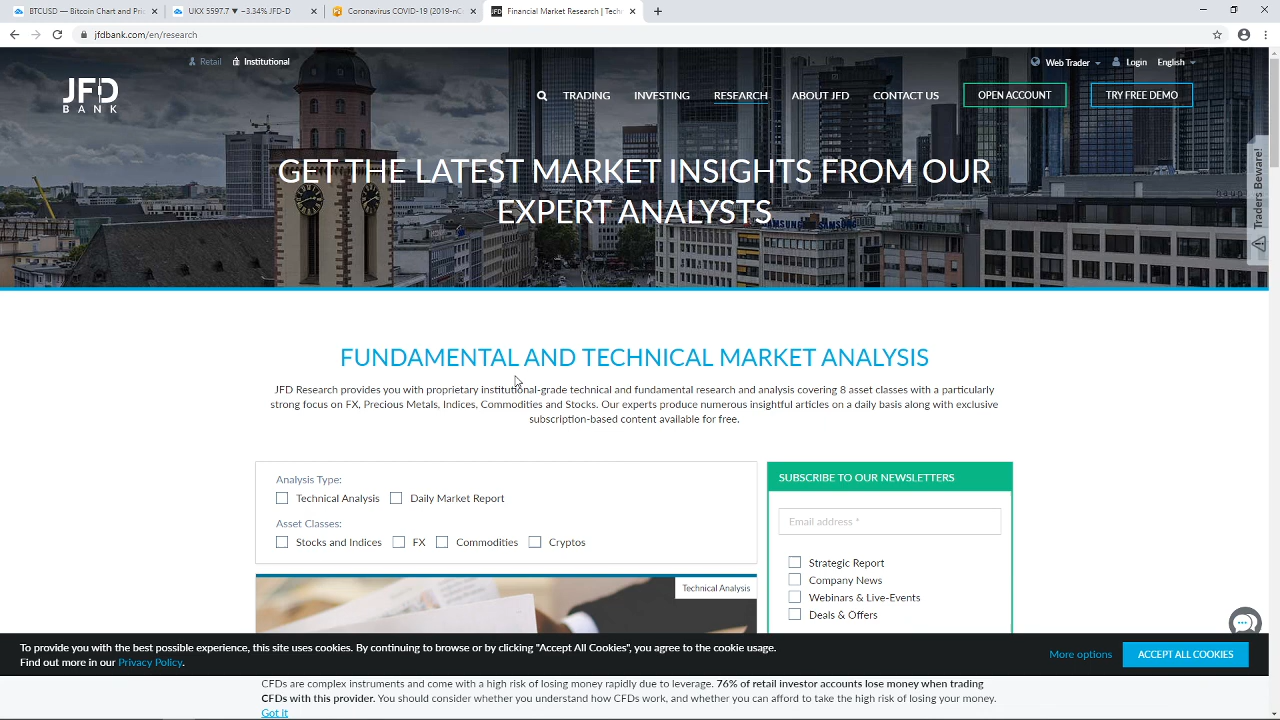 BTCUSD — Bitcoin Chart and Pric
UKX 5597.7 ▼ −3.34% JFD-D
Coronavirus COVID-19 (2019-nC
Financial Market Research | Tech
jfdbank.com/en/research
Retail
Institutional
Web Trader
Login
English
JFD
BANK
TRADING
INVESTING
RESEARCH
ABOUT JFD
CONTACT US
OPEN ACCOUNT
TRY FREE DEMO
GET THE LATEST MARKET INSIGHTS FROM OUR
EXPERT ANALYSTS
SAMSUNG
SAMSUNG
Traders Beware!
FUNDAMENTAL AND TECHNICAL MARKET ANALYSIS
JFD Research provides you with proprietary institutional-grade technical and fundamental research and analysis covering 8 asset classes with a particularly
strong focus on FX, Precious Metals, Indices, Commodities and Stocks. Our experts produce numerous insightful articles on a daily basis along with exclusive
subscription-based content available for free.
Analysis Type:
Technical Analysis
Daily Market Report
Asset Classes:
Stocks and Indices
FX
Commodities
Cryptos
Technical Analysis
SUBSCRIBE TO OUR NEWSLETTERS
Email address *
Strategic Report
Company News
Webinars & Live-Events
Deals & Offers
To provide you with the best possible experience, this site uses cookies. By continuing to browse or by clicking "Accept All Cookies", you agree to the cookie usage.
Find out more in our Privacy Policy.
More options
ACCEPT ALL COOKIES
CFDs are complex instruments and come with a high risk of losing money rapidly due to leverage. 76% of retail investor accounts lose money when trading
CFDs with this provider. You should consider whether you understand how CFDs work, and whether you can afford to take the high risk of losing your money.
Got it